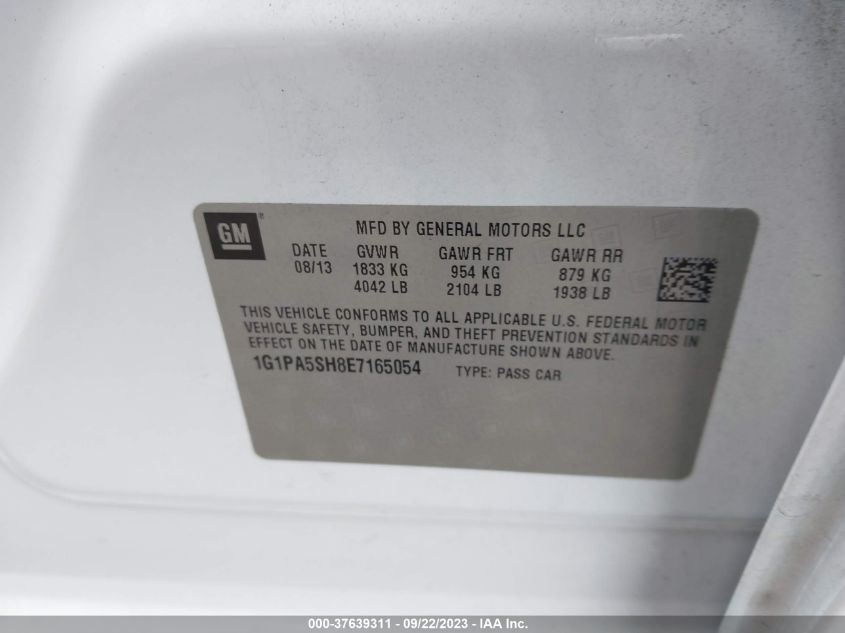 GM
MFD BY GENERAL MOTORS LLC
DATE GVWR GAWR FRT GAWR RR
08/13 1833 KG 954 KG 879 KG
4042 LB 2104 LB 1938 LB
THIS VEHICLE CONFORMS TO ALL APPLICABLE U.S. FEDERAL MOTOR
VEHICLE SAFETY, BUMPER, AND THEFT PREVENTION STANDARDS IN
EFFECT ON THE DATE OF MANUFACTURE SHOWN ABOVE.
1G1PA5SH8E7165054 TYPE: PASS CAR
000-37639311 - 09/22/2023 - IAA Inc.